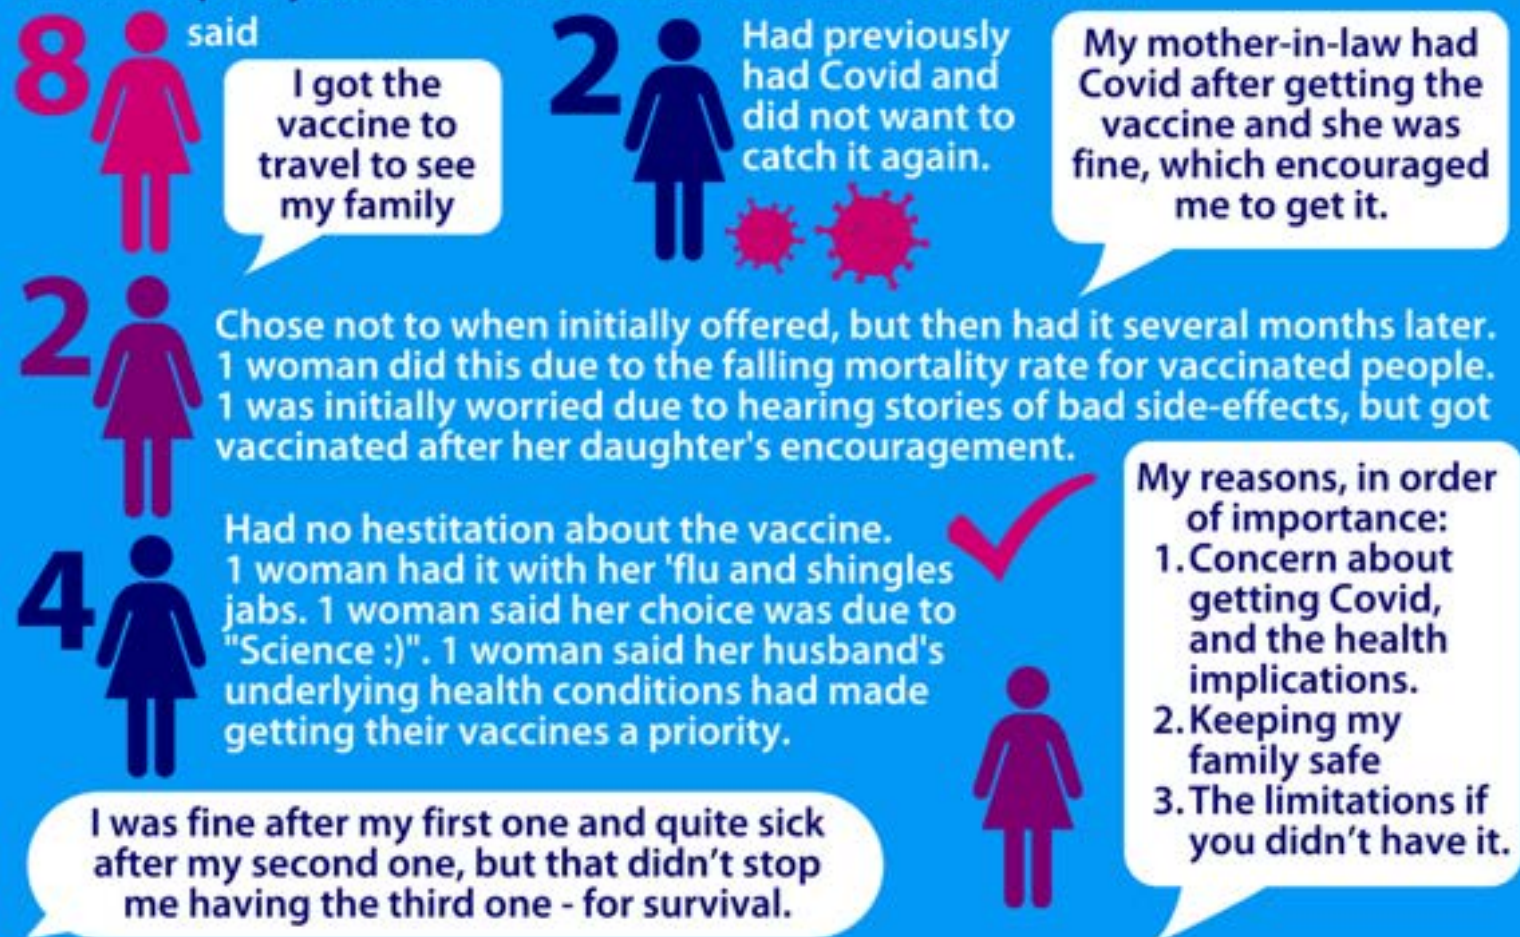 8 said
I got the
vaccine to
travel to see
my family
2 Had previously
had Covid and
did not want to
catch it again.
My mother-in-law had
Covid after getting the
vaccine and she was
fine, which encouraged
me to get it.
2 Chose not to when initially offered, but then had it several months later.
1 woman did this due to the falling mortality rate for vaccinated people.
1 was initially worried due to hearing stories of bad side-effects, but got
vaccinated after her daughter's encouragement.
4 Had no hestitation about the vaccine.
1 woman had it with her 'flu and shingles
jabs. 1 woman said her choice was due to
"Science :)". 1 woman said her husband's
underlying health conditions had made
getting their vaccines a priority.
My reasons, in order
of importance:
1. Concern about
getting Covid,
and the health
implications.
2. Keeping my
family safe
3. The limitations if
you didn't have it.
I was fine after my first one and quite sick
after my second one, but that didn't stop
me having the third one - for survival.